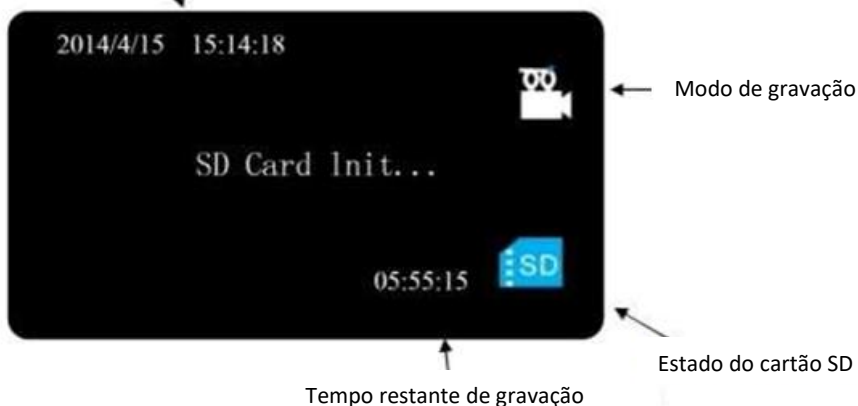 2014/4/15 15:14:18
Modo de gravação
SD Card lnit...
SD
05:55:15
Estado do cartão SD
Tempo restante de gravação